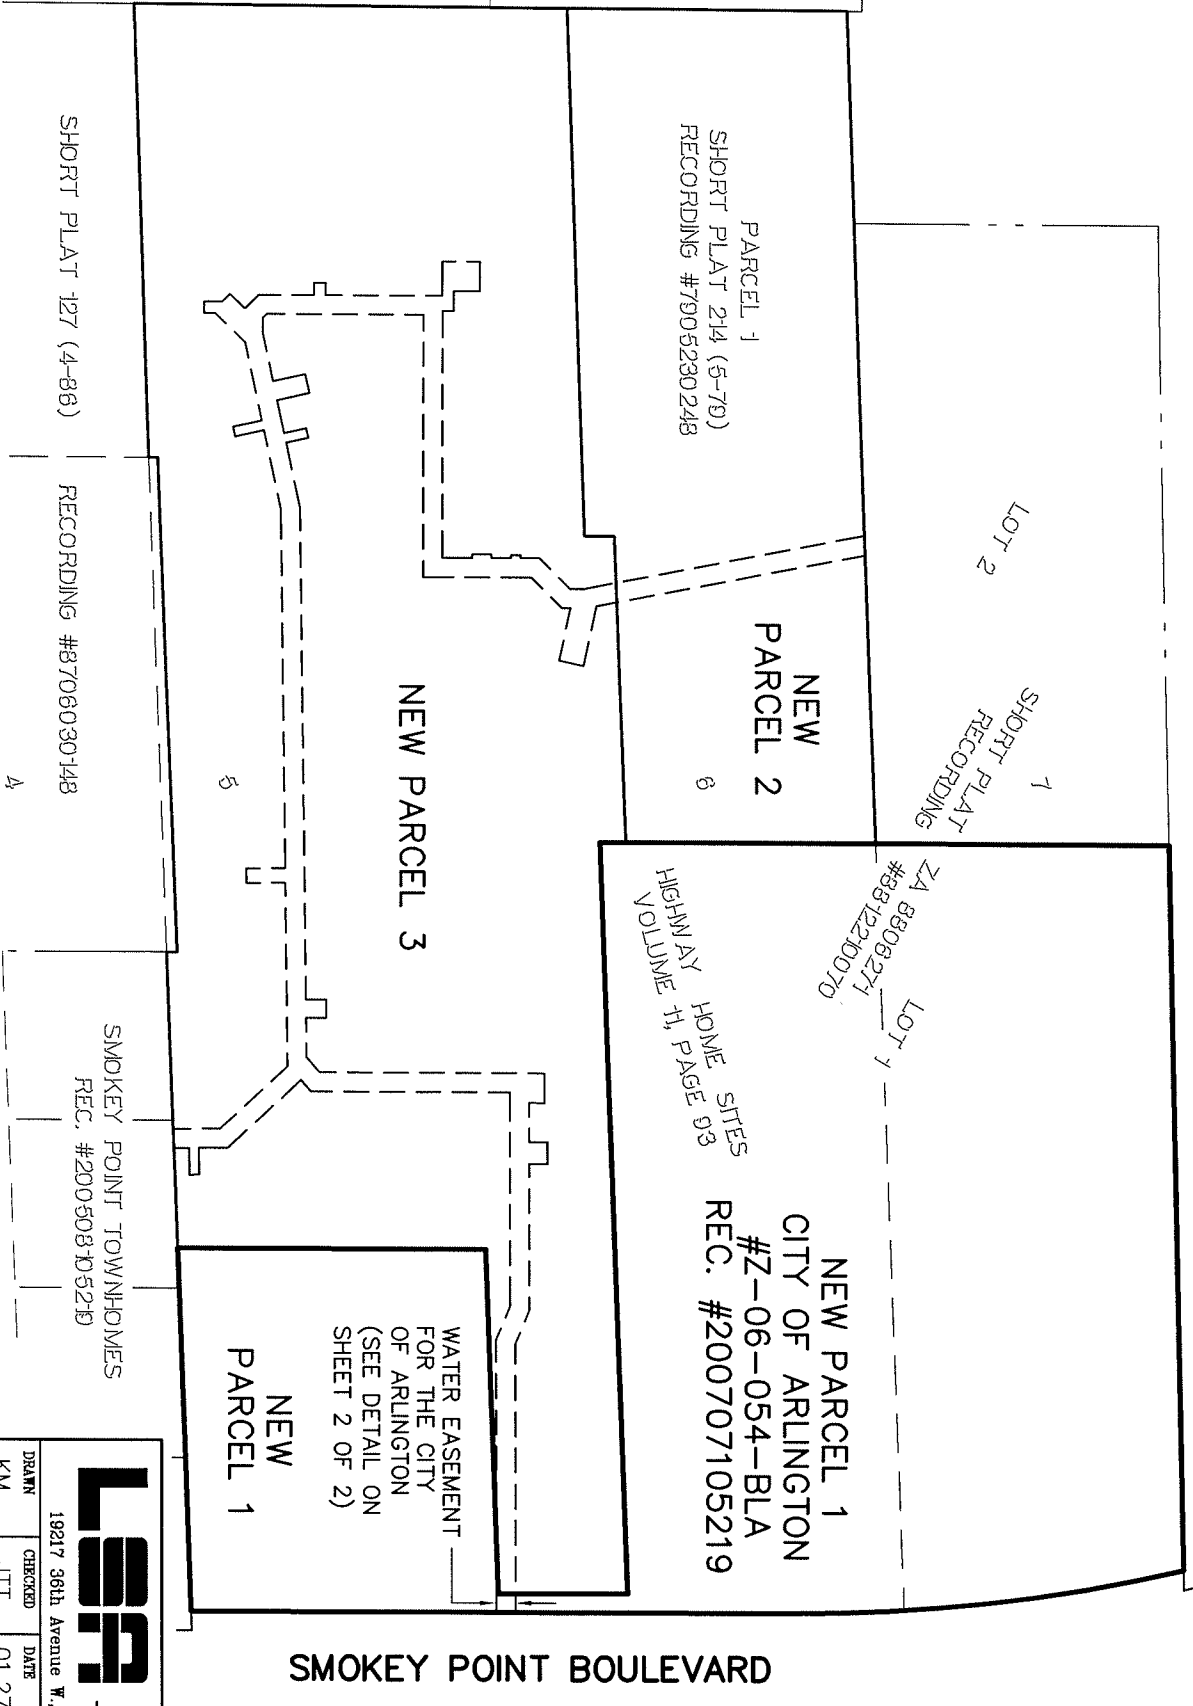 PARCEL 1
SHORT PLAT 214 (5-79)
RECORDING #7905230248
LOT 2
SHORT PLAT
RECORDING
7
ZA 8806271
#8812210070
LOT 1
NEW
PARCEL 2
6
HIGHWAY HOME SITES
VOLUME 11, PAGE 93
NEW PARCEL 1
CITY OF ARLINGTON
#Z-06-054-BLA
REC. #200707105219
NEW PARCEL 3
5
WATER EASEMENT
FOR THE CITY
OF ARLINGTON
(SEE DETAIL ON
SHEET 2 OF 2)
NEW
PARCEL 1
SHORT PLAT 127 (4-86)
RECORDING #8706030148
4
SMOKEY POINT TOWNHOMES
REC. #200508105219
SMOKEY POINT BOULEVARD
19217 36th Avenue W.,
DRAWN
CHECKED
DATE
KM